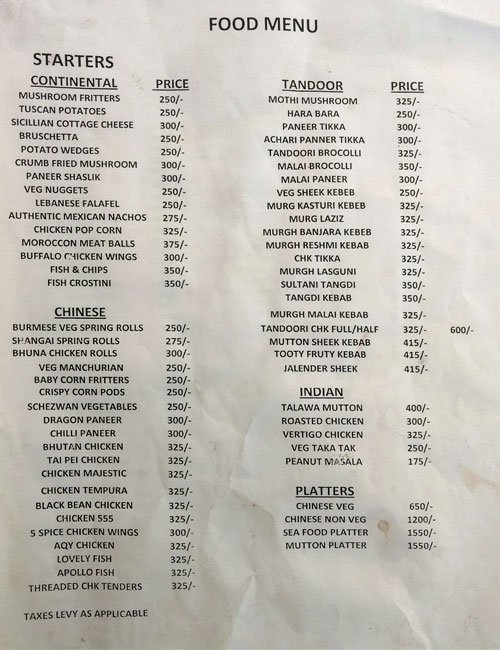 FOOD MENU
STARTERS
CONTINENTAL PRICE
MUSHROOM FRITTERS 250/-
TUSCAN POTATOES 250/-
SICILLIAN COTTAGE CHEESE 300/-
BRUSCHETTA 250/-
POTATO WEDGES 250/-
CRUMB FRIED MUSHROOM 300/-
PANEER SHASLIK 300/-
VEG NUGGETS 250/-
LEBANESE FALAFEL 250/-
AUTHENTIC MEXICAN NACHOS 275/-
CHICKEN POP CORN 325/-
MOROCCON MEAT BALLS 375/-
BUFFALO CHICKEN WINGS 300/-
FISH & CHIPS 350/-
FISH CROSTINI 350/-
CHINESE
BURMESE VEG SPRING ROLLS 250/-
SHANGAI SPRING ROLLS 275/-
BHUNA CHICKEN ROLLS 300/-
VEG MANCHURIAN 250/-
BABY CORN FRITTERS 250/-
CRISPY CORN PODS 250/-
SCHEZWAN VEGETABLES 250/-
DRAGON PANEER 300/-
CHILLI PANEER 300/-
BHUTAN CHICKEN 325/-
TAI PEI CHICKEN 325/-
CHICKEN MAJESTIC 325/-
CHICKEN TEMPURA 325/-
BLACK BEAN CHICKEN 325/-
CHICKEN 555 325/-
5 SPICE CHICKEN WINGS 300/-
AQY CHICKEN 325/-
LOVELY FISH 325/-
APOLLO FISH 325/-
THREADED CHK TENDERS 325/-
TAXES LEVY AS APPLICABLE
TANDOOR PRICE
MOTHI MUSHROOM 325/-
HARA BARA 250/-
PANEER TIKKA 300/-
ACHARI PANNER TIKKA 300/-
TANDOORI BROCOLLI 325/-
MALAI BROCOLLI 350/-
MALAI PANEER 300/-
VEG SHEEK KEBEB 250/-
MURG KASTURI KEBEB 325/-
MURG LAZIZ 325/-
MURGH BANJARA KEBEB 325/-
MURGH RESHMI KEBAB 325/-
CHK TIKKA 325/-
MURGH LASGUNI 325/-
SULTANI TANGDI 350/-
TANGDI KEBAB 350/-
MURGH MALAI KEBAB 325/-
TANDOORI CHK FULL/HALF 325/- 600/-
MUTTON SHEEK KEBAB 415/-
TOOTY FRUTY KEBAB 415/-
JALENDER SHEEK 415/-
INDIAN
TALAWA MUTTON 400/-
ROASTED CHICKEN 300/-
VERTIGO CHICKEN 325/-
VEG TAKA TAK 250/-
PEANUT MASALA 175/-
PLATTERS
CHINESE VEG 650/-
CHINESE NON VEG 1200/-
SEA FOOD PLATTER 1550/-
MUTTON PLATTER 1550/-